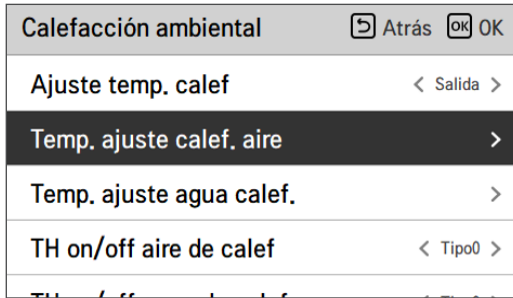 Calefacción ambiental Atrás OK OK
Ajuste temp. calef < Salida >
Temp. ajuste calef. aire >
Temp. ajuste agua calef. >
TH on/off aire de calef < Tipo0 >